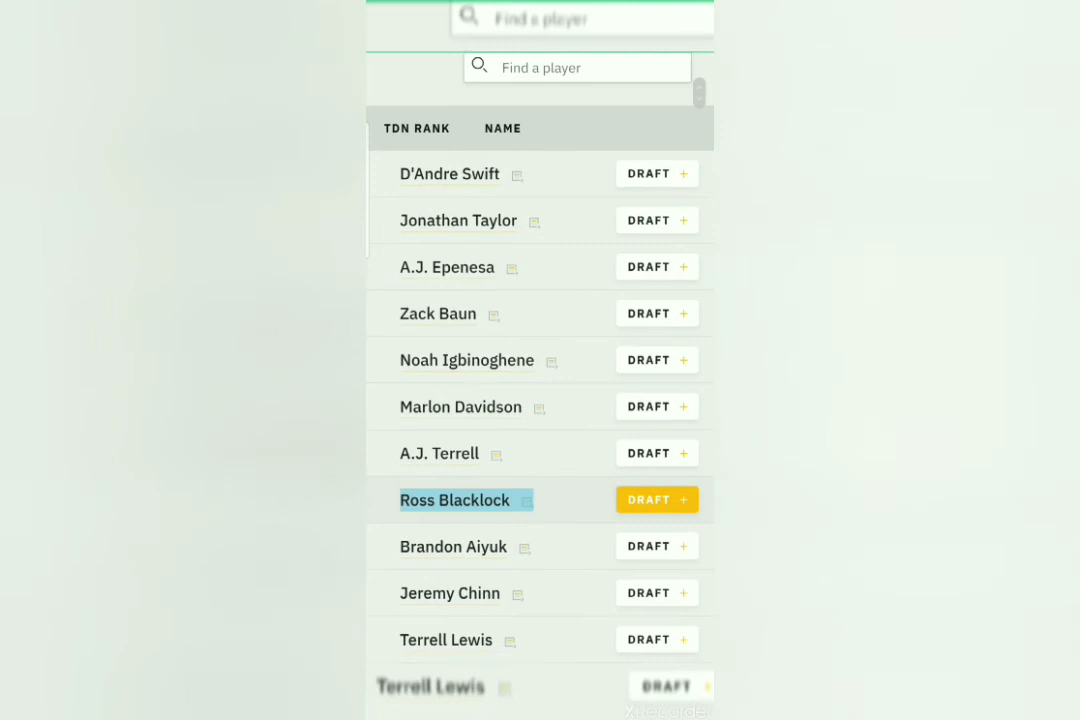 Find a player
Find a player
TDN RANK NAME
D'Andre Swift DRAFT +
Jonathan Taylor DRAFT +
A.J. Epenesa DRAFT +
Zack Baun DRAFT +
Noah Igbinoghene DRAFT +
Marlon Davidson DRAFT +
A.J. Terrell DRAFT +
Ross Blacklock DRAFT +
Brandon Aiyuk DRAFT +
Jeremy Chinn DRAFT +
Terrell Lewis DRAFT +
Terrell Lewis DRAFT +